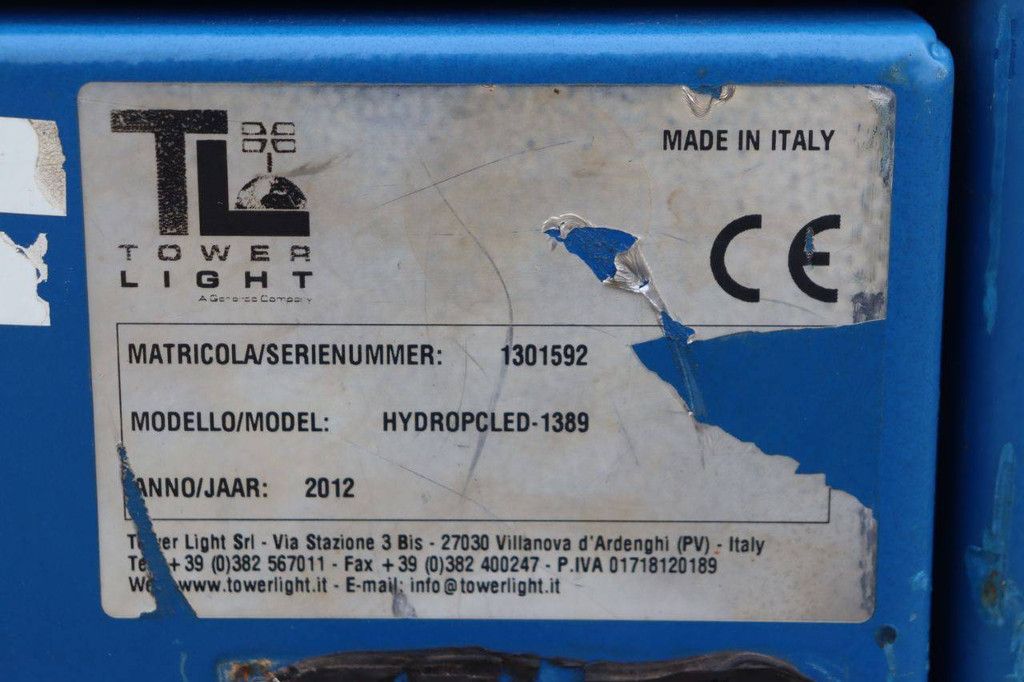 TL
TOWER
LIGHT
A Generac Company
MADE IN ITALY
CE
MATRICOLA/SERIENUMMER: 1301592
MODELLO/MODEL: HYDROPCLED-1389
ANNO/JAAR: 2012
Tower Light Srl - Via Stazione 3 Bis - 27030 Villanova d'Ardenghi (PV) - Italy
+ 39 (0)382 567011 - Fax + 39 (0)382 400247 - P.IVA 01718120189
www.towerlight.it - E-mail: info@towerlight.it